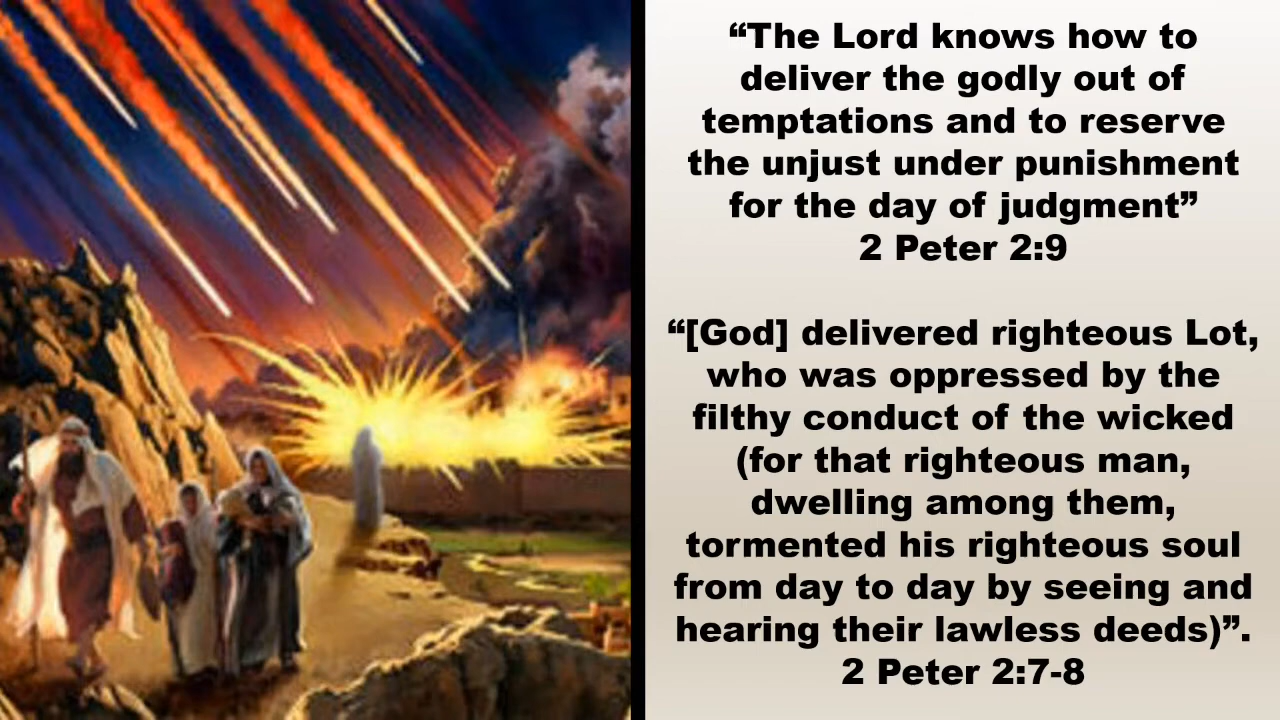 “The Lord knows how to
deliver the godly out of
temptations and to reserve
the unjust under punishment
for the day of judgment”
2 Peter 2:9
“[God] delivered righteous Lot,
who was oppressed by the
filthy conduct of the wicked
(for that righteous man,
dwelling among them,
tormented his righteous soul
from day to day by seeing and
hearing their lawless deeds)”.
2 Peter 2:7-8